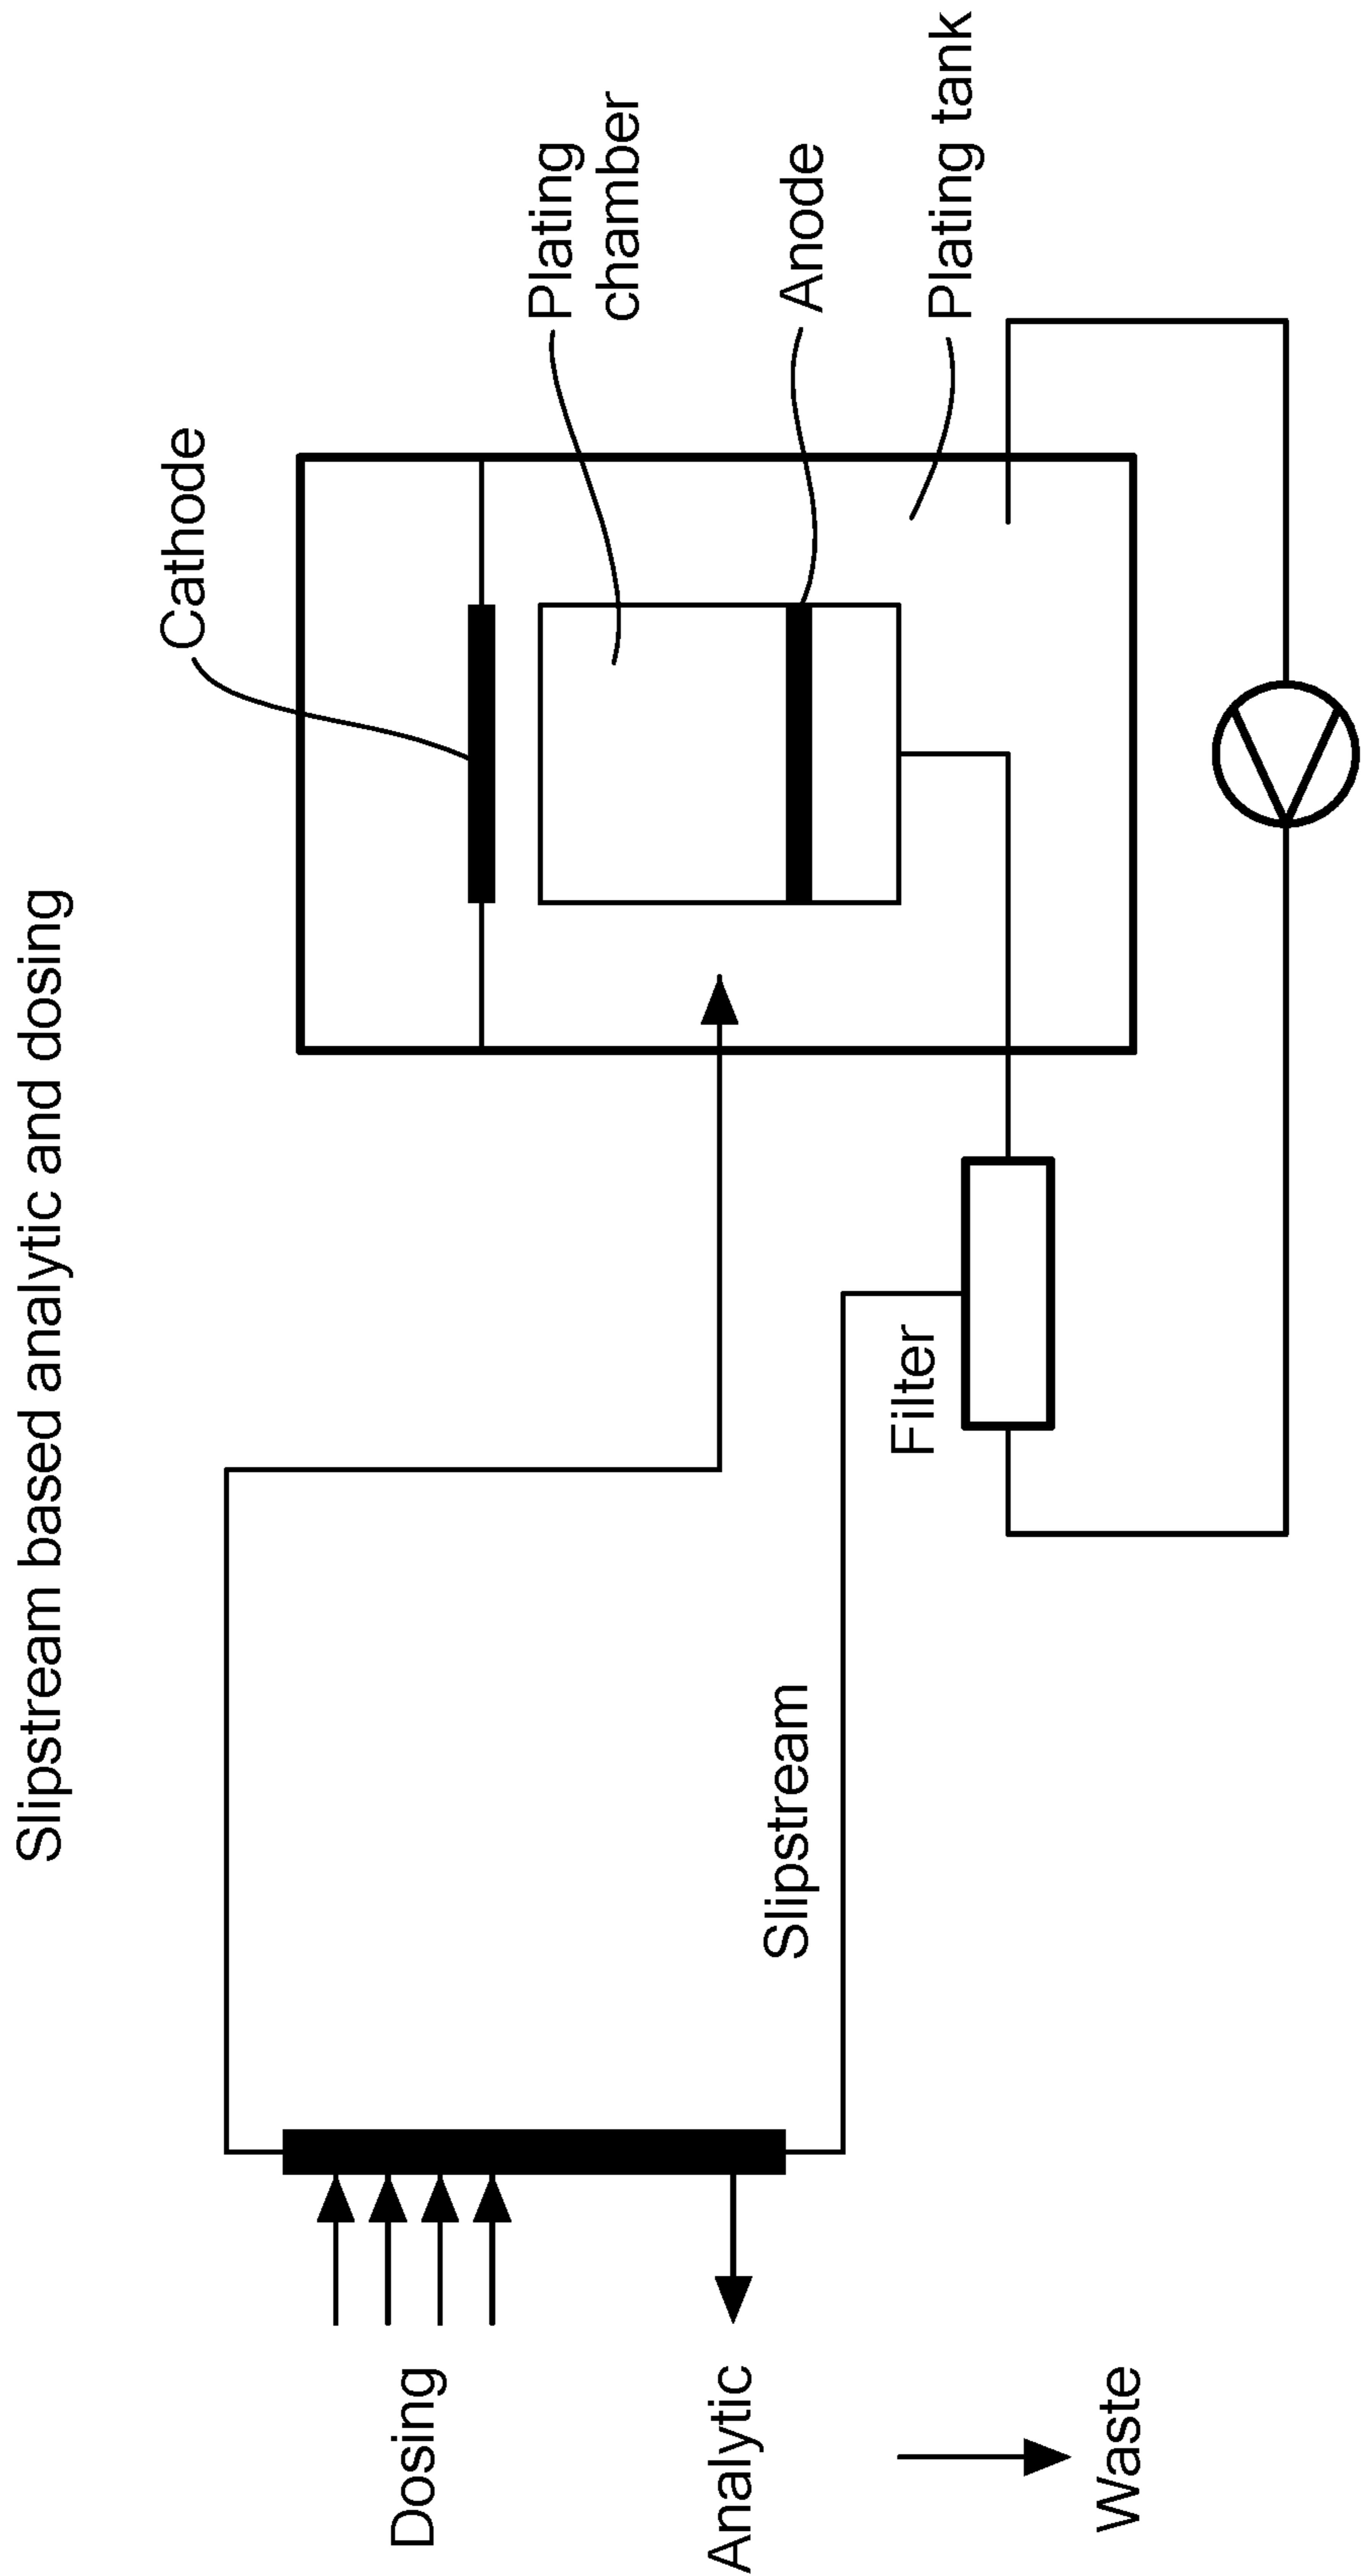 Slipstream based analytic and dosing
Cathode
Plating
chamber
Anode
Plating tank
Filter
Slipstream
Dosing
Analytic
Waste